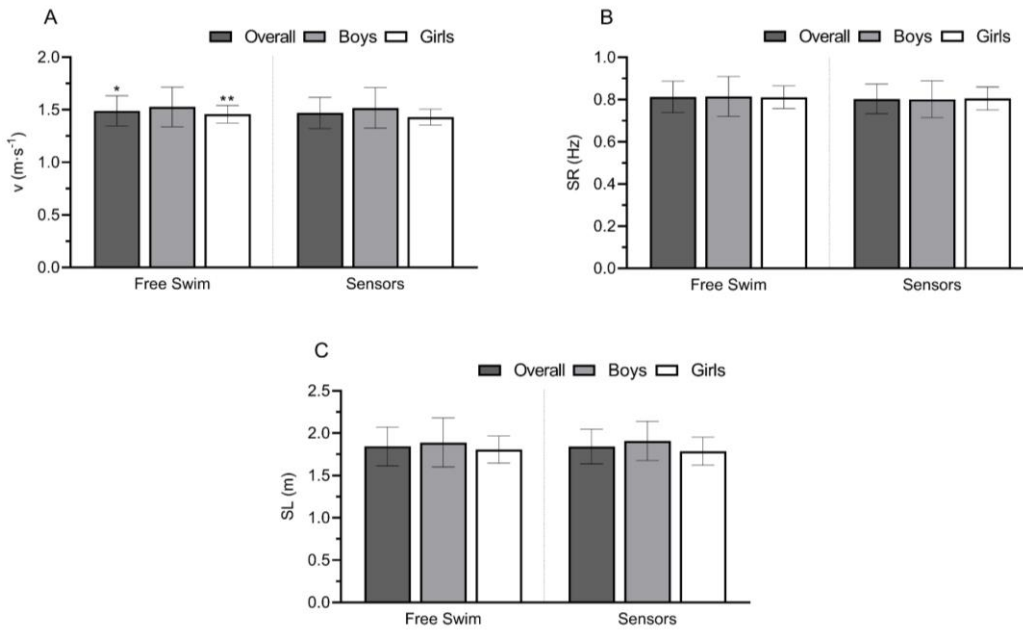 A
Overall Boys Girls
v (m·s⁻¹)
2.0
1.5
1.0
0.5
0.0
*
**
Free Swim Sensors
B
Overall Boys Girls
SR (Hz)
1.0
0.8
0.6
0.4
0.2
0.0
Free Swim Sensors
C
Overall Boys Girls
SL (m)
2.5
2.0
1.5
1.0
0.5
0.0
Free Swim Sensors